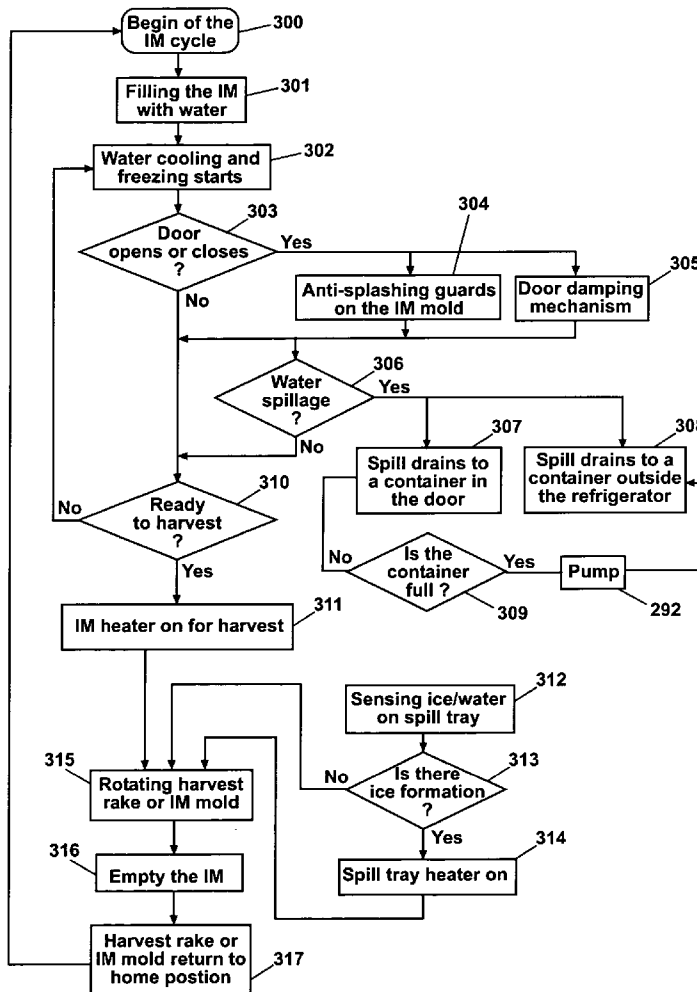 Begin of the
IM cycle
300
Filling the IM
with water
301
302
Water cooling and
freezing starts
303
304
Door
opens or closes
?
Yes
No
305
Anti-splashing guards
on the IM mold
Door damping
mechanism
306
Water
spillage
?
Yes
No
307
308
Spill drains to
a container in
the door
Spill drains to a
container outside
the refrigerator
310
No
Ready
to harvest
?
Yes
No
Is the
container
full ?
Yes
309
Pump
292
311
IM heater on for harvest
312
Sensing ice/water
on spill tray
313
No
Is there
ice formation
?
Yes
315
Rotating harvest
rake or IM mold
314
Spill tray heater on
316
Empty the IM
Harvest rake or
IM mold return to
home postion
317